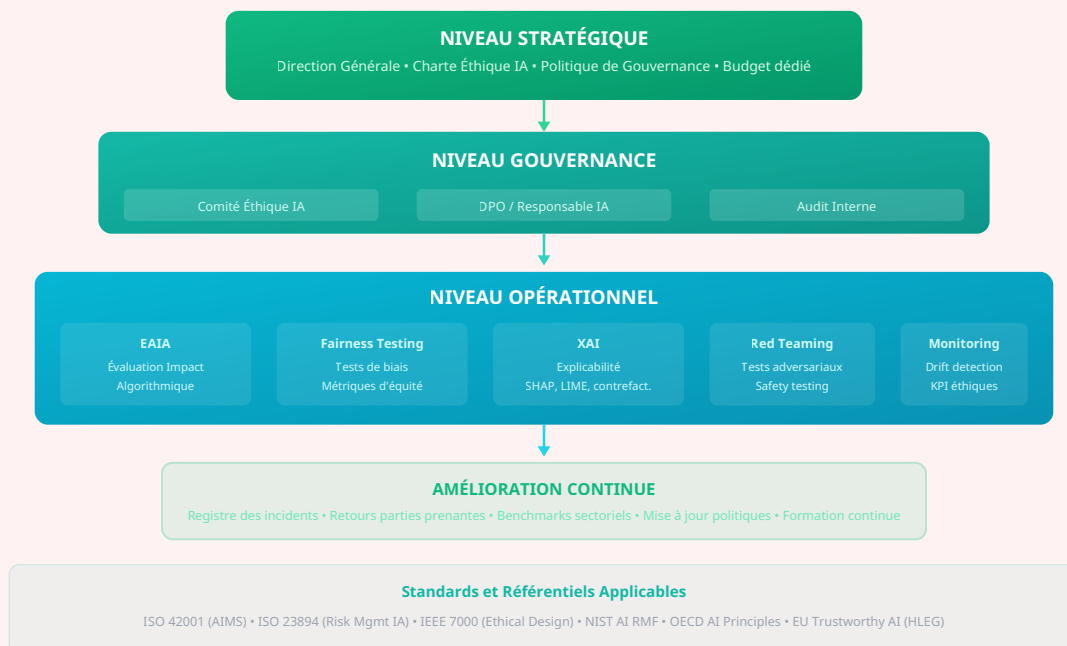 NIVEAU STRATÉGIQUE
Direction Générale • Charte Éthique IA • Politique de Gouvernance • Budget dédié
NIVEAU GOUVERNANCE
Comité Éthique IA
DPO / Responsable IA
Audit Interne
NIVEAU OPÉRATIONNEL
EAIA
Évaluation Impact
Algorithmique
Fairness Testing
Tests de biais
Métriques d'équité
XAI
Explicabilité
SHAP, LIME, contrefact.
Red Teaming
Tests adversariaux
Safety testing
Monitoring
Drift detection
KPI éthiques
AMÉLIORATION CONTINUE
Registre des incidents • Retours parties prenantes • Benchmarks sectoriels • Mise à jour politiques • Formation continue
Standards et Référentiels Applicables
ISO 42001 (AIMS) • ISO 23894 (Risk Mgmt IA) • IEEE 7000 (Ethical Design) • NIST AI RMF • OECD AI Principles • EU Trustworthy AI (HLEG)